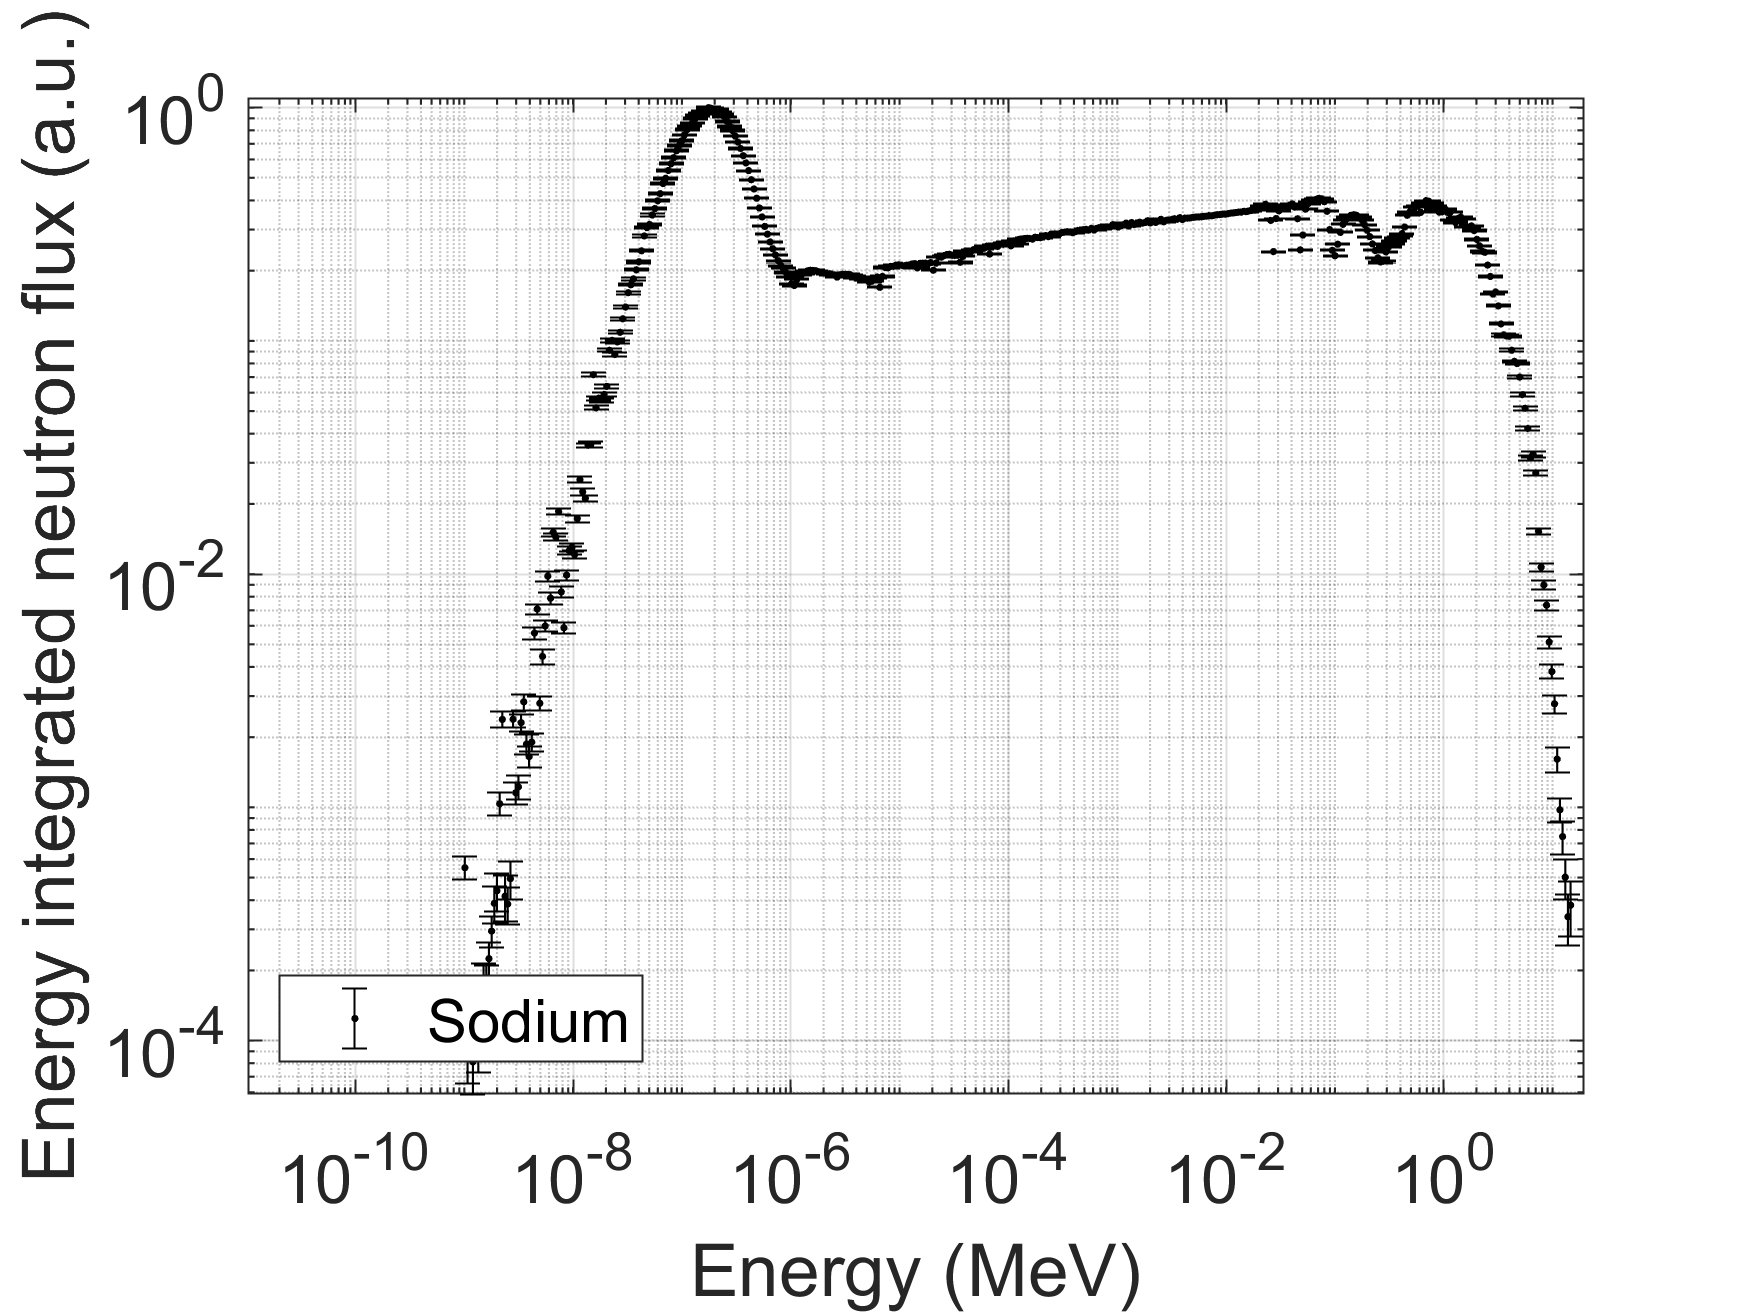 Energy integrated neutron flux (a.u.)
10^0
10^-2
10^-4
Sodium
10^-10 10^-8 10^-6 10^-4 10^-2 10^0
Energy (MeV)